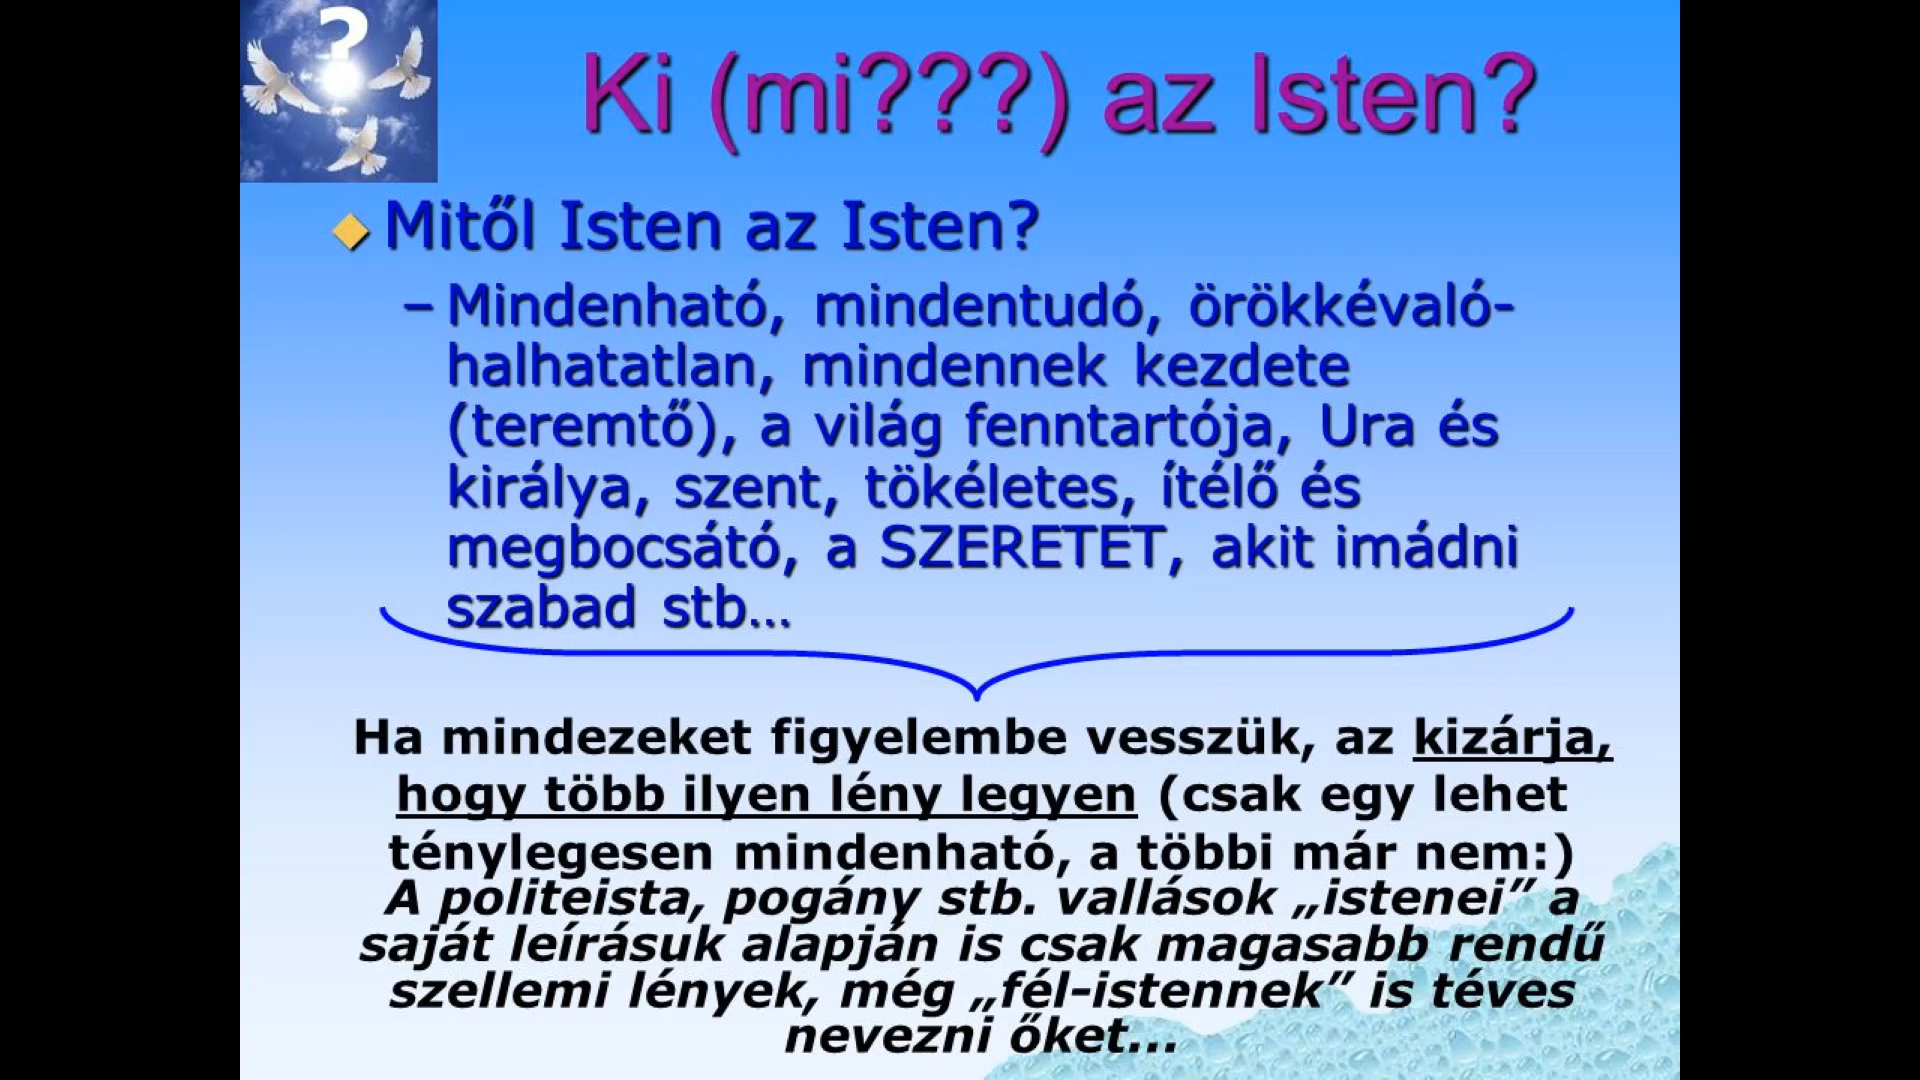 ?
Ki (mi???) az Isten?
Mitől Isten az Isten?
– Mindenható, mindentudó, örökkévaló-
halhatatlan, mindennek kezdete
(teremtő), a világ fenntartója, Ura és
királya, szent, tökéletes, ítélő és
megbocsátó, a SZERETET, akit imádni
szabad stb…
Ha mindezeket figyelembe vesszük, az kizárja,
hogy több ilyen lény legyen (csak egy lehet
ténylegesen mindenható, a többi már nem:)
A politeista, pogány stb. vallások „istenei” a
saját leírásuk alapján is csak magasabb rendű
szellemi lények, még „fél-istennek” is téves
nevezni őket...